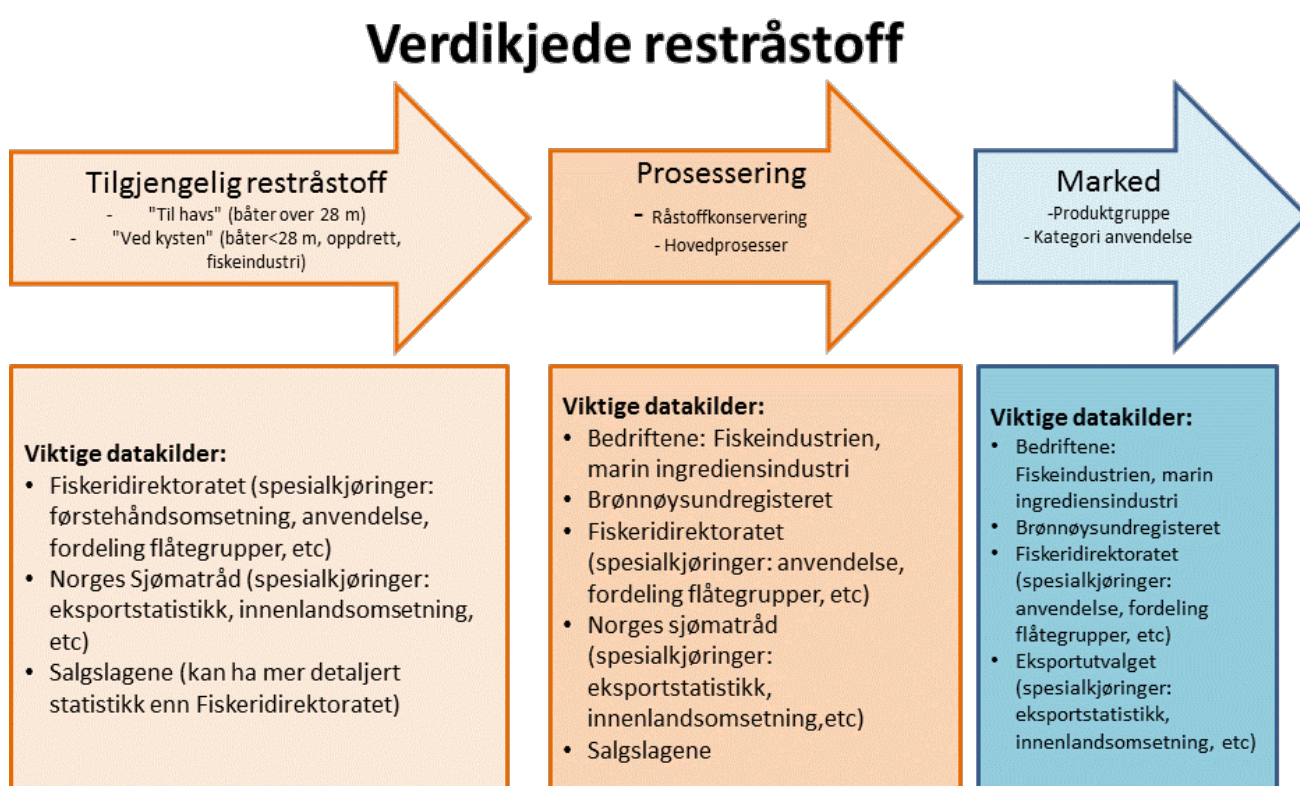 Verdikjede restråstoff
Tilgjengelig restråstoff
- "Til havs" (båter over 28 m)
- "Ved kysten" (båter<28 m, oppdrett,
fiskeindustri)
Prosessering
- Råstoffkonservering
- Hovedprosesser
Marked
-Produktgruppe
- Kategori anvendelse
Viktige datakilder:
• Fiskeridirektoratet (spesialkjøringer:
førstehåndsomsetning, anvendelse,
fordeling flåtegrupper, etc)
• Norges Sjømatråd (spesialkjøringer:
eksportstatistikk, innenlandsomsetning,
etc)
• Salgslagene (kan ha mer detaljert
statistikk enn Fiskeridirektoratet)
Viktige datakilder:
• Bedriftene: Fiskeindustrien,
marin ingrediensindustri
• Brønnøysundregisteret
• Fiskeridirektoratet
(spesialkjøringer: anvendelse,
fordeling flåtegrupper, etc)
• Norges sjømatråd
(spesialkjøringer:
eksportstatistikk,
innenlandsomsetning,etc)
• Salgslagene
Viktige datakilder:
• Bedriftene:
Fiskeindustrien, marin
ingrediensindustri
• Brønnøysundregisteret
• Fiskeridirektoratet
(spesialkjøringer:
anvendelse, fordeling
flåtegrupper, etc)
• Eksportutvalget
(spesialkjøringer:
eksportstatistikk,
innenlandsomsetning, etc)